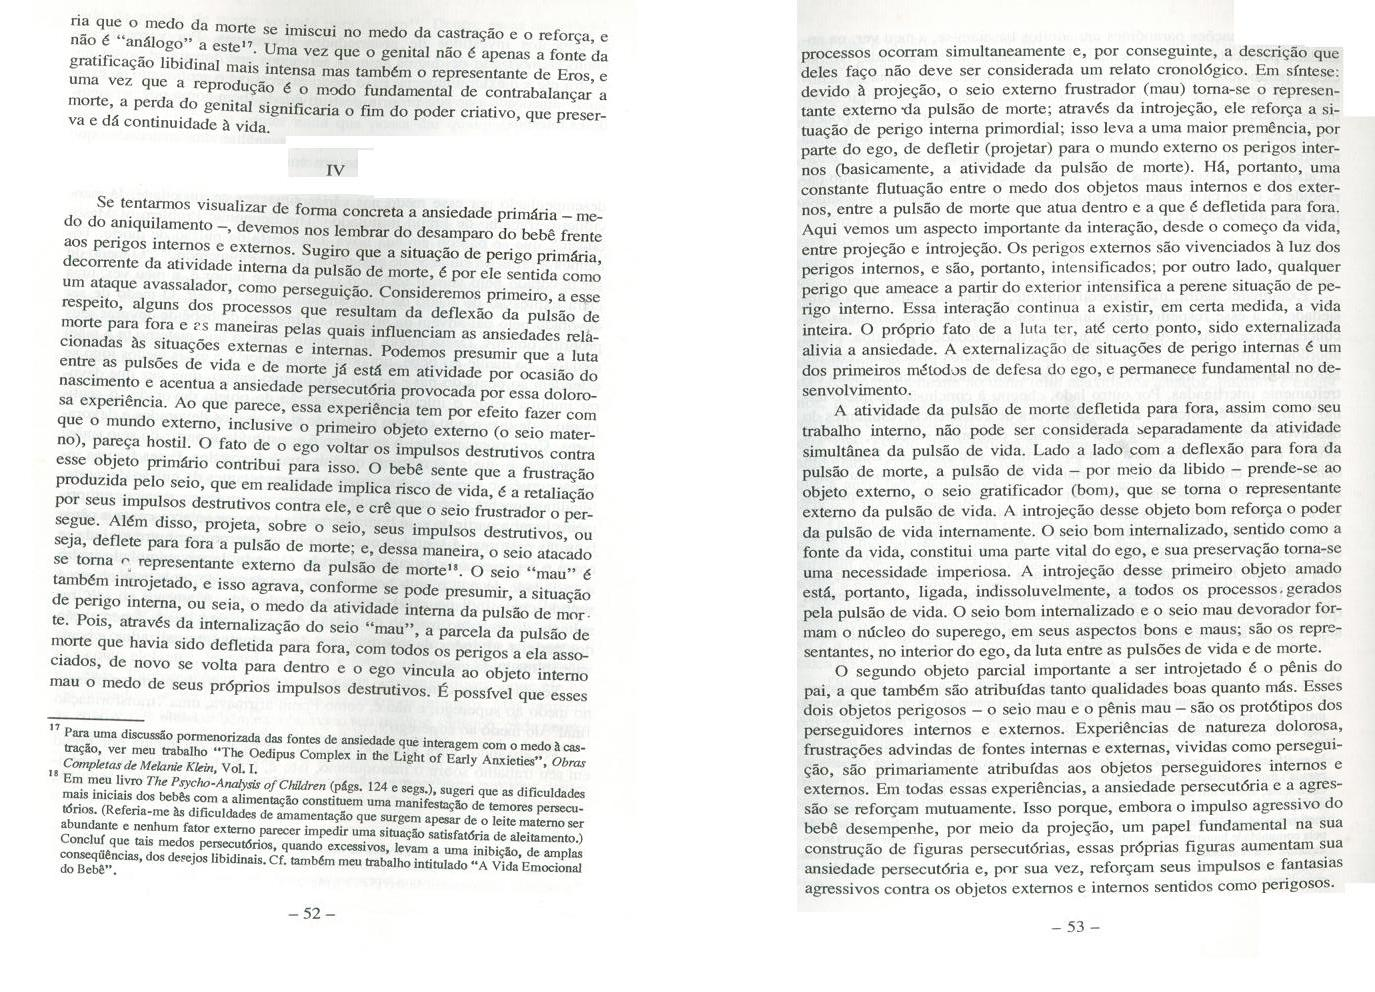 ria que o medo da morte se imiscui no medo da castração e o reforça, e
não é “análogo” a este¹⁷. Uma vez que o genital não é apenas a fonte da
gratificação libidinal mais intensa mas também o representante de Eros, e
uma vez que a reprodução é o modo fundamental de contrabalançar a
morte, a perda do genital significaria o fim do poder criativo, que preser-
va e dá continuidade à vida.
IV
Se tentarmos visualizar de forma concreta a ansiedade primária – me-
do do aniquilamento –, devemos nos lembrar do desamparo do bebê frente
aos perigos internos e externos. Sugiro que a situação de perigo primária,
decorrente da atividade interna da pulsão de morte, é por ele sentida como
um ataque avassalador, como perseguição. Consideremos primeiro, a esse
respeito, alguns dos processos que resultam da deflexão da pulsão de
morte para fora e as maneiras pelas quais influenciam as ansiedades rela-
cionadas às situações externas e internas. Podemos presumir que a luta
entre as pulsões de vida e de morte já está em atividade por ocasião do
nascimento e acentua a ansiedade persecutória provocada por essa doloro-
sa experiência. Ao que parece, essa experiência tem por efeito fazer com
que o mundo externo, inclusive o primeiro objeto externo (o seio mater-
no), pareça hostil. O fato de o ego voltar os impulsos destrutivos contra
esse objeto primário contribui para isso. O bebê sente que a frustração
produzida pelo seio, que em realidade implica risco de vida, é a retaliação
por seus impulsos destrutivos contra ele, e crê que o seio frustrador o per-
segue. Além disso, projeta, sobre o seio, seus impulsos destrutivos, ou
seja, deflete para fora a pulsão de morte; e, dessa maneira, o seio atacado
se torna o representante externo da pulsão de morte¹⁸. O seio “mau” é
também introjetado, e isso agrava, conforme se pode presumir, a situação
de perigo interna, ou seja, o medo da atividade interna da pulsão de mor-
te. Pois, através da internalização do seio “mau”, a parcela da pulsão de
morte que havia sido defletida para fora, com todos os perigos a ela asso-
ciados, de novo se volta para dentro e o ego vincula ao objeto interno
mau o medo de seus próprios impulsos destrutivos. É possível que esses
¹⁷ Para uma discussão pormenorizada das fontes de ansiedade que interagem com o medo à cas-
tração, ver meu trabalho “The Oedipus Complex in the Light of Early Anxieties”, Obras
Completas de Melanie Klein, Vol. I.
¹⁸ Em meu livro The Psycho-Analysis of Children (págs. 124 e segs.), sugeri que as dificuldades
mais iniciais dos bebês com a alimentação constituem uma manifestação de temores persecu-
tórios. (Referia-me às dificuldades de amamentação que surgem apesar de o leite materno ser
abundante e nenhum fator externo parecer impedir uma situação satisfatória de aleitamento.)
Concluí que tais medos persecutórios, quando excessivos, levam a uma inibição, de amplas
conseqüências, dos desejos libidinais. Cf. também meu trabalho intitulado “A Vida Emocional
do Bebê”.
– 52 –
processos ocorram simultaneamente e, por conseguinte, a descrição que
deles faço não deve ser considerada um relato cronológico. Em síntese:
devido à projeção, o seio externo frustrador (mau) torna-se o represen-
tante externo da pulsão de morte; através da introjeção, ele reforça a si-
tuação de perigo interna primordial; isso leva a uma maior premência, por
parte do ego, de defletir (projetar) para o mundo externo os perigos inter-
nos (basicamente, a atividade da pulsão de morte). Há, portanto, uma
constante flutuação entre o medo dos objetos maus internos e dos exter-
nos, entre a pulsão de morte que atua dentro e a que é defletida para fora.
Aqui vemos um aspecto importante da interação, desde o começo da vida,
entre projeção e introjeção. Os perigos externos são vivenciados à luz dos
perigos internos, e são, portanto, intensificados; por outro lado, qualquer
perigo que ameace a partir do exterior intensifica a perene situação de pe-
rigo interno. Essa interação continua a existir, em certa medida, a vida
inteira. O próprio fato de a luta ter, até certo ponto, sido externalizada
alivia a ansiedade. A externalização de situações de perigo internas é um
dos primeiros métodos de defesa do ego, e permanece fundamental no de-
senvolvimento.
A atividade da pulsão de morte defletida para fora, assim como seu
trabalho interno, não pode ser considerada separadamente da atividade
simultânea da pulsão de vida. Lado a lado com a deflexão para fora da
pulsão de morte, a pulsão de vida – por meio da libido – prende-se ao
objeto externo, o seio gratificador (bom), que se torna o representante
externo da pulsão de vida. A introjeção desse objeto bom reforça o poder
da pulsão de vida internamente. O seio bom internalizado, sentido como a
fonte da vida, constitui uma parte vital do ego, e sua preservação torna-se
uma necessidade imperiosa. A introjeção desse primeiro objeto amado
está, portanto, ligada, indissoluvelmente, a todos os processos gerados
pela pulsão de vida. O seio bom internalizado e o seio mau devorador for-
mam o núcleo do superego, em seus aspectos bons e maus; são os repre-
sentantes, no interior do ego, da luta entre as pulsões de vida e de morte.
O segundo objeto parcial importante a ser introjetado é o pênis do
pai, a que também são atribuídas tanto qualidades boas quanto más. Esses
dois objetos perigosos – o seio mau e o pênis mau – são os protótipos dos
perseguidores internos e externos. Experiências de natureza dolorosa,
frustrações advindas de fontes internas e externas, vividas como persegui-
ção, são primariamente atribuídas aos objetos perseguidores internos e
externos. Em todas essas experiências, a ansiedade persecutória e a agres-
são se reforçam mutuamente. Isso porque, embora o impulso agressivo do
bebê desempenhe, por meio da projeção, um papel fundamental na sua
construção de figuras persecutórias, essas próprias figuras aumentam sua
ansiedade persecutória e, por sua vez, reforçam seus impulsos e fantasias
agressivos contra os objetos externos e internos sentidos como perigosos.
– 53 –